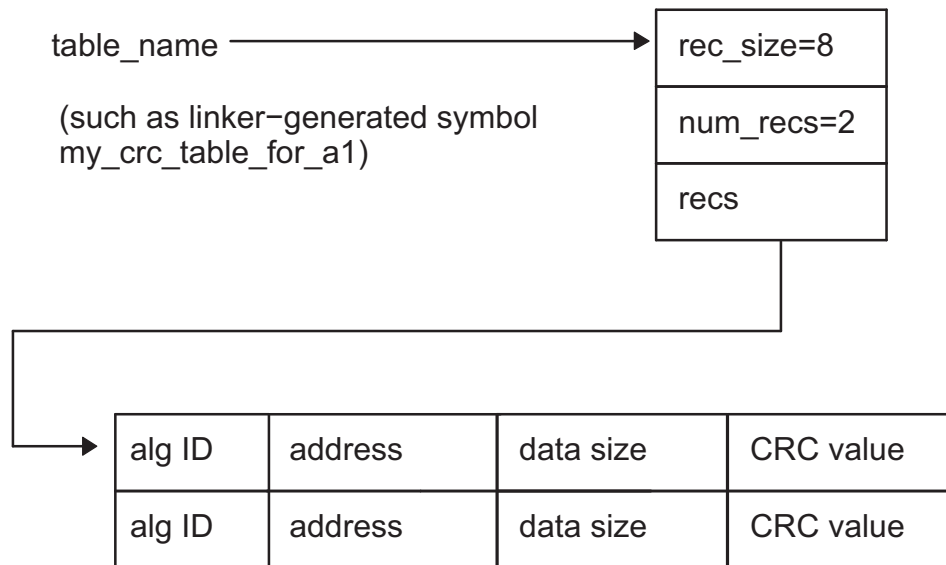 table_name
rec_size=8
(such as linker−generated symbol
my_crc_table_for_a1)
num_recs=2
recs
alg ID address data size CRC value
alg ID address data size CRC value